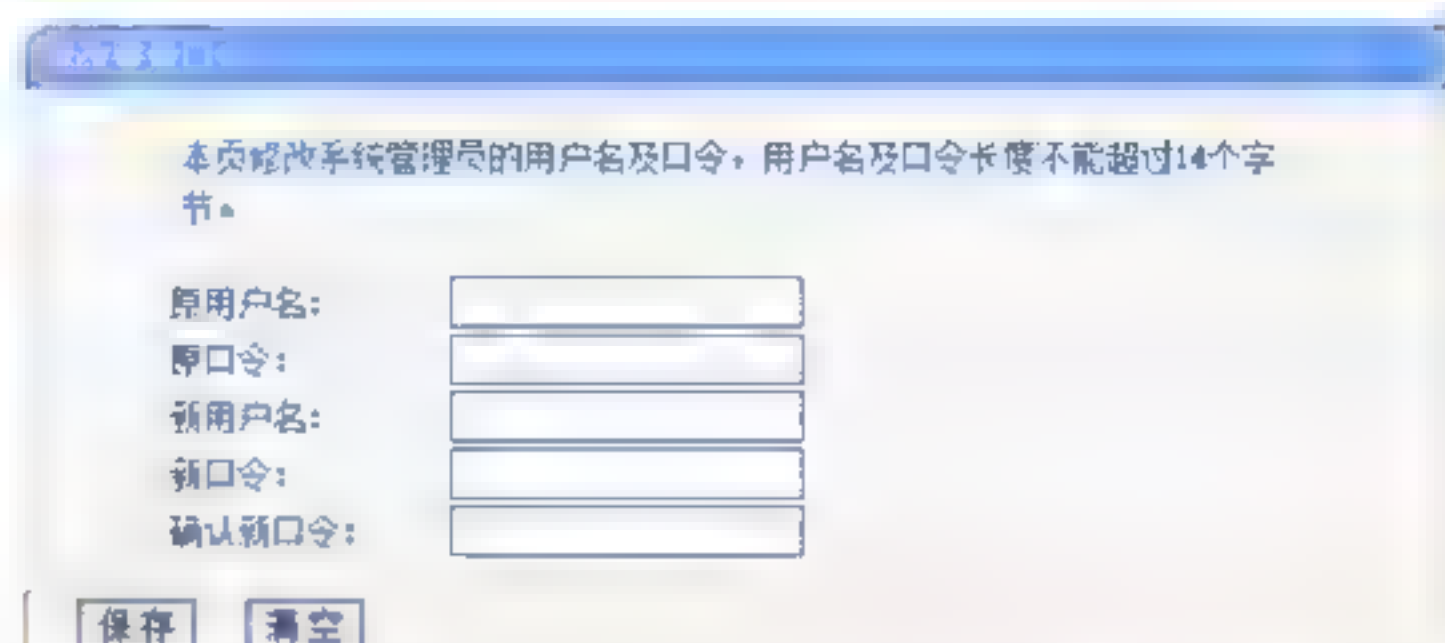 本页修改系统管理员的用户名及口令，用户名及口令长度不能超过14个字
节。
原用户名：
原口令：
新用户名：
新口令：
确认新口令：
保存 清空